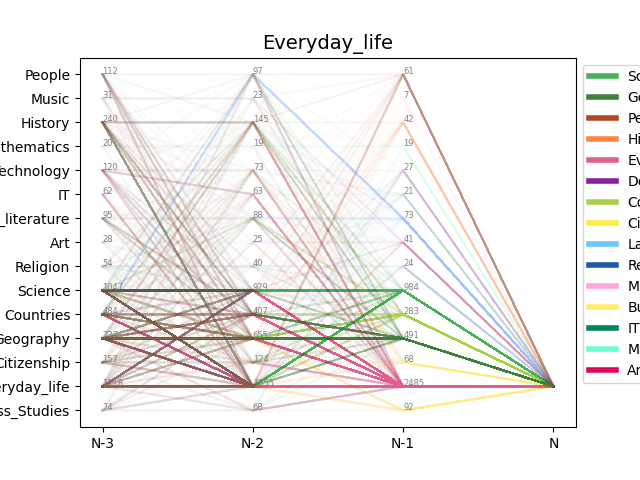 Everyday_life
People 112 97 61
Music 31 23 7
History 240 145 42
thematics 20 19 19
echnology 120 73 27
IT 62 63 21
_literature 95 88 73
Art 28 25 41
Religion 54 40 24
Science 1047 929 984
Countries 484 407 283
Geography 655 491
Citizenship 157 124 68
eryday_life 2485
ss_Studies 74 68 92
N-3 N-2 N-1 N
Sc
Ge
Pe
Hi
Ev
De
Co
Ci
La
Re
M
Bu
IT
M
Ar